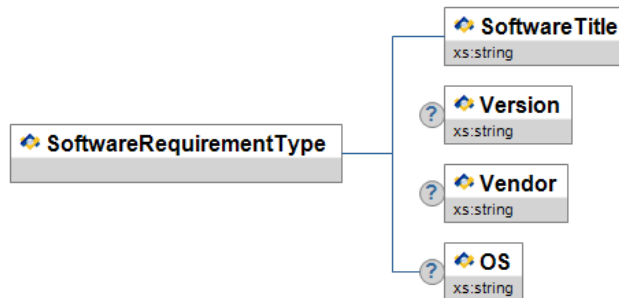 SoftwareTitle
xs:string
? Version
xs:string
SoftwareRequirementType
? Vendor
xs:string
? OS
xs:string